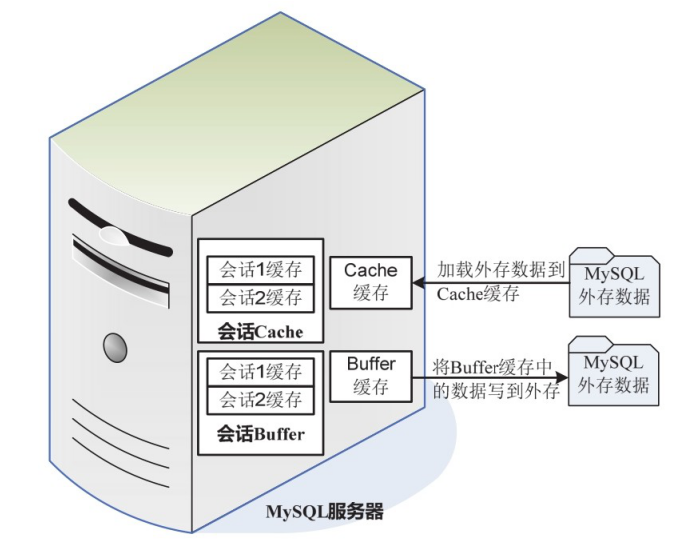 会话1缓存
会话2缓存
会话Cache
Cache
缓存
加载外存数据到
Cache缓存
MySQL
外存数据
会话1缓存
会话2缓存
会话Buffer
Buffer
缓存
将Buffer缓存中
的数据写到外存
MySQL
外存数据
MySQL服务器